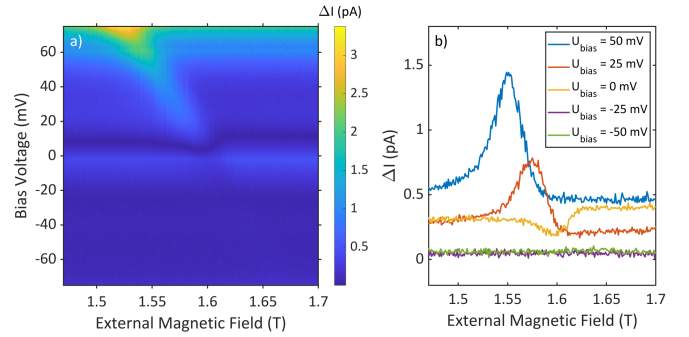 ΔI (pA)
a)
60
40
20
0
-20
-40
-60
Bias Voltage (mV)
1.5
1.55
1.6
1.65
1.7
External Magnetic Field (T)
3
2.5
2
1.5
1
0.5
b)
U_bias = 50 mV
U_bias = 25 mV
U_bias = 0 mV
U_bias = -25 mV
U_bias = -50 mV
1.5
1
0.5
0
ΔI (pA)
1.5
1.55
1.6
1.65
1.7
External Magnetic Field (T)